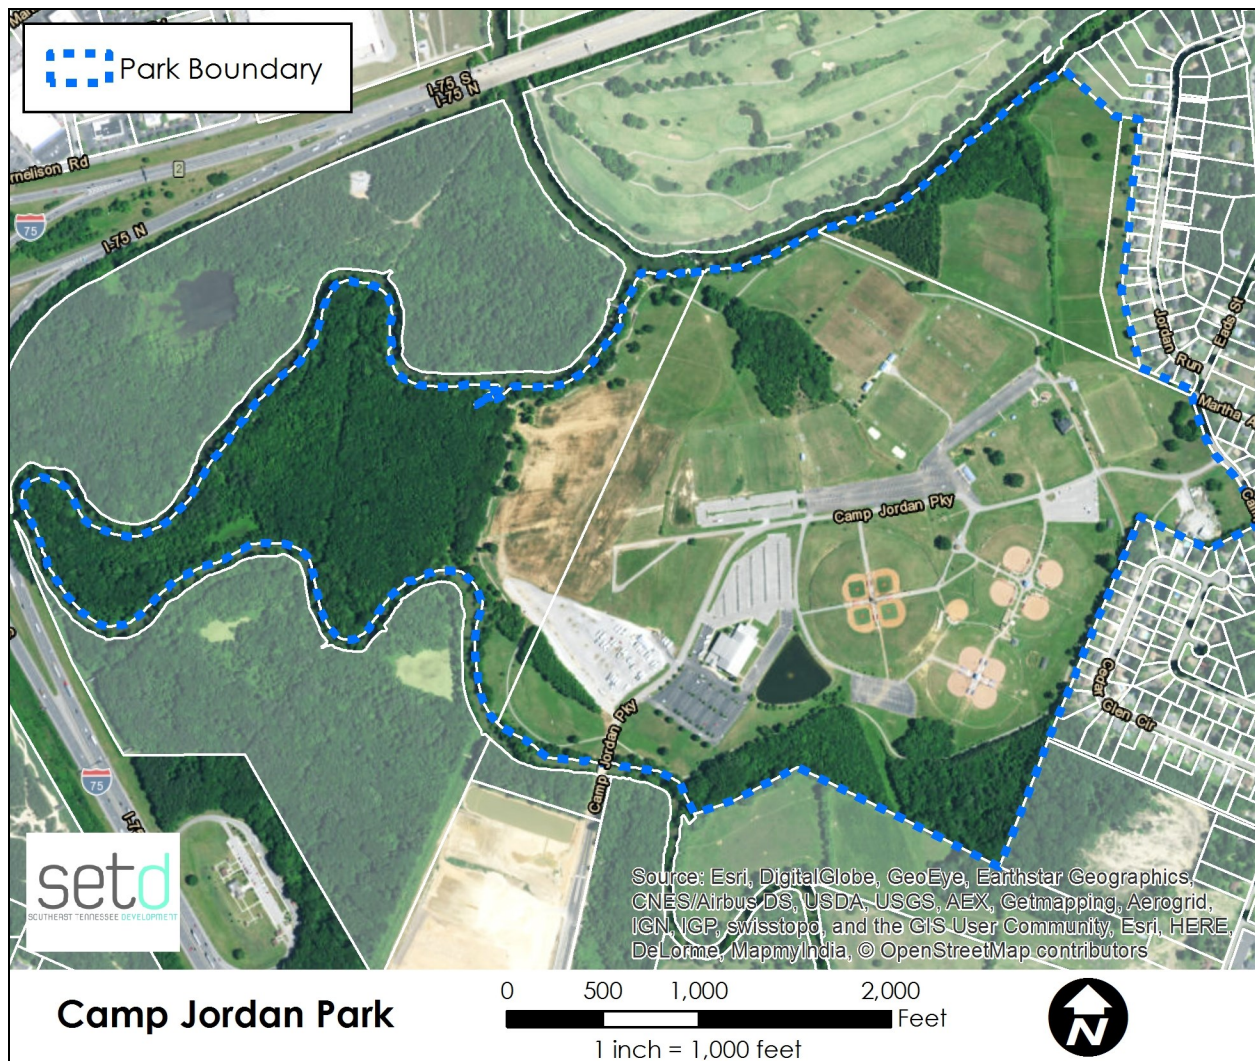 Park Boundary
I-75 S
I-75 N
rnelison Rd
2
75
I-75 N
Jordan Run
Eads St
Martha A
Camp Jordan Pky
Ca
Cedar Glen Cir
Camp Jordan Pky
75
I-7
setd
SOUTHEAST TENNESSEE DEVELOPMENT
Source: Esri, DigitalGlobe, GeoEye, Earthstar Geographics,
CNES/Airbus DS, USDA, USGS, AEX, Getmapping, Aerogrid,
IGN, IGP, swisstopo, and the GIS User Community, Esri, HERE,
DeLorme, MapmyIndia, © OpenStreetMap contributors
Camp Jordan Park
0 500 1,000 2,000
Feet
1 inch = 1,000 feet
N